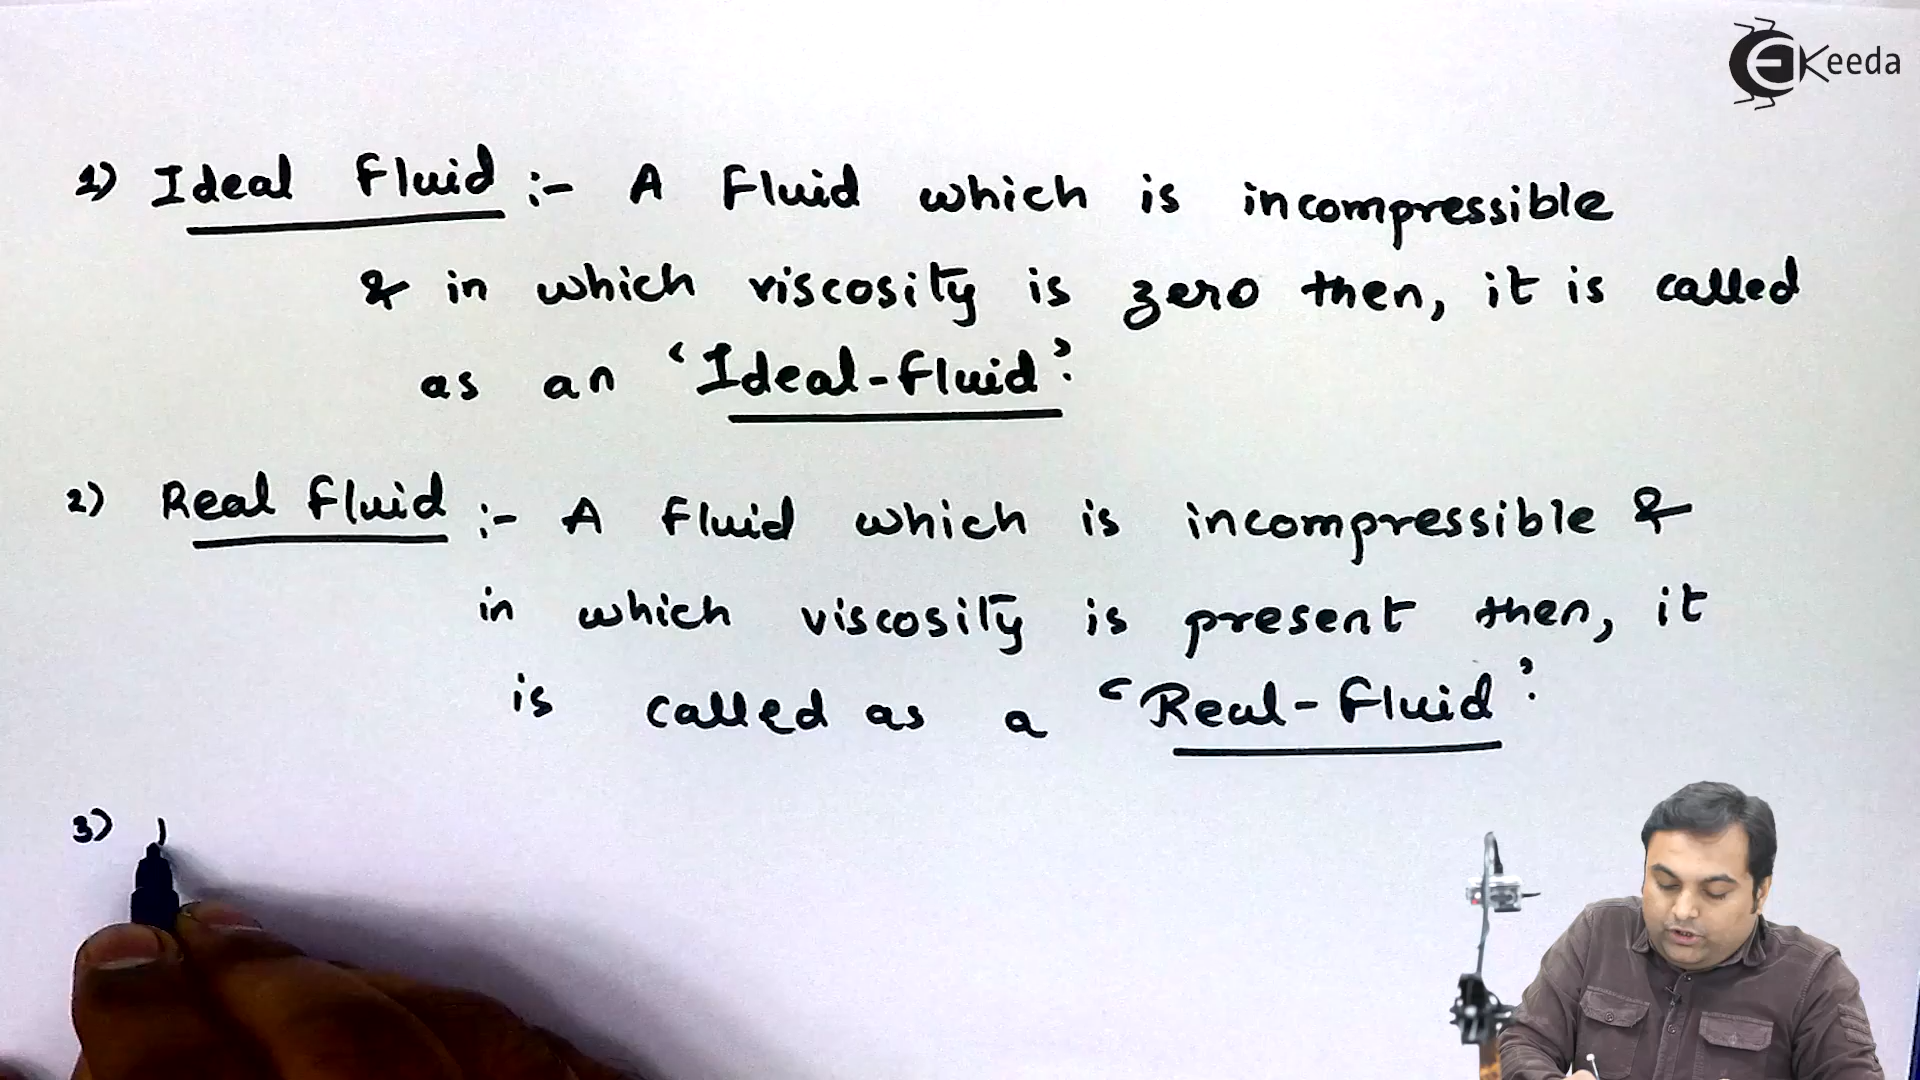 Keeda
1) Ideal Fluid :- A Fluid which is incompressible
& in which viscosity is zero then, it is called
as an 'Ideal-Fluid'.
2) Real Fluid :- A Fluid which is incompressible &
in which viscosity is present then, it
is called as a 'Real-Fluid'.
3)